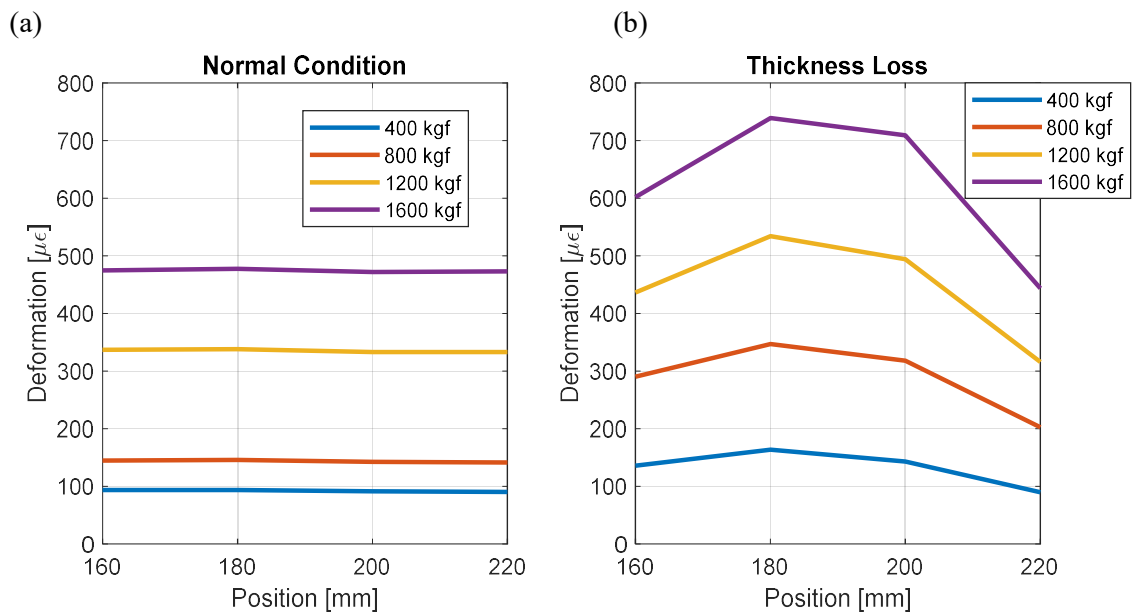 (a)
Normal Condition
800
700
600
500
400
300
200
100
0
Deformation [με]
400 kgf
800 kgf
1200 kgf
1600 kgf
160
180
200
220
Position [mm]
(b)
Thickness Loss
800
700
600
500
400
300
200
100
0
Deformation [με]
400 kgf
800 kgf
1200 kgf
1600 kgf
160
180
200
220
Position [mm]